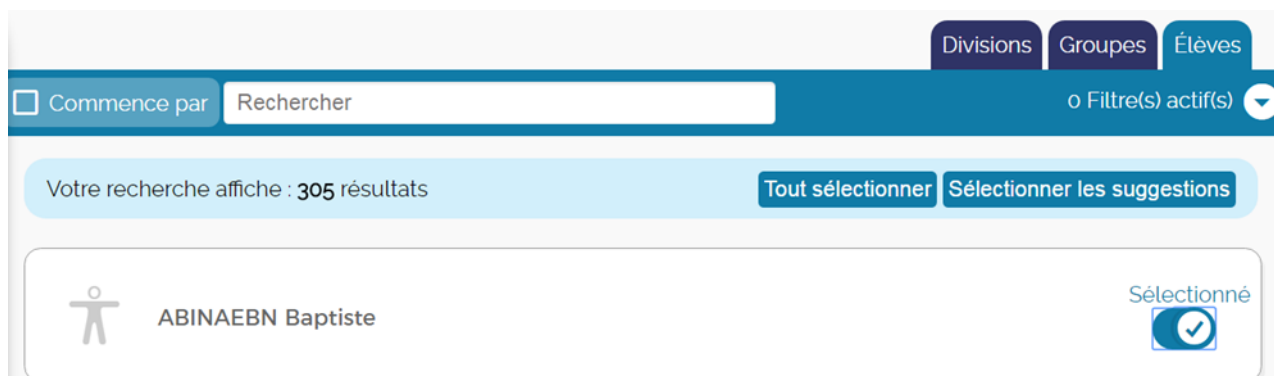 Divisions Groupes Élèves
Commence par Rechercher 0 Filtre(s) actif(s)
Votre recherche affiche : 305 résultats Tout sélectionner Sélectionner les suggestions
Sélectionné
ABINAEBN Baptiste